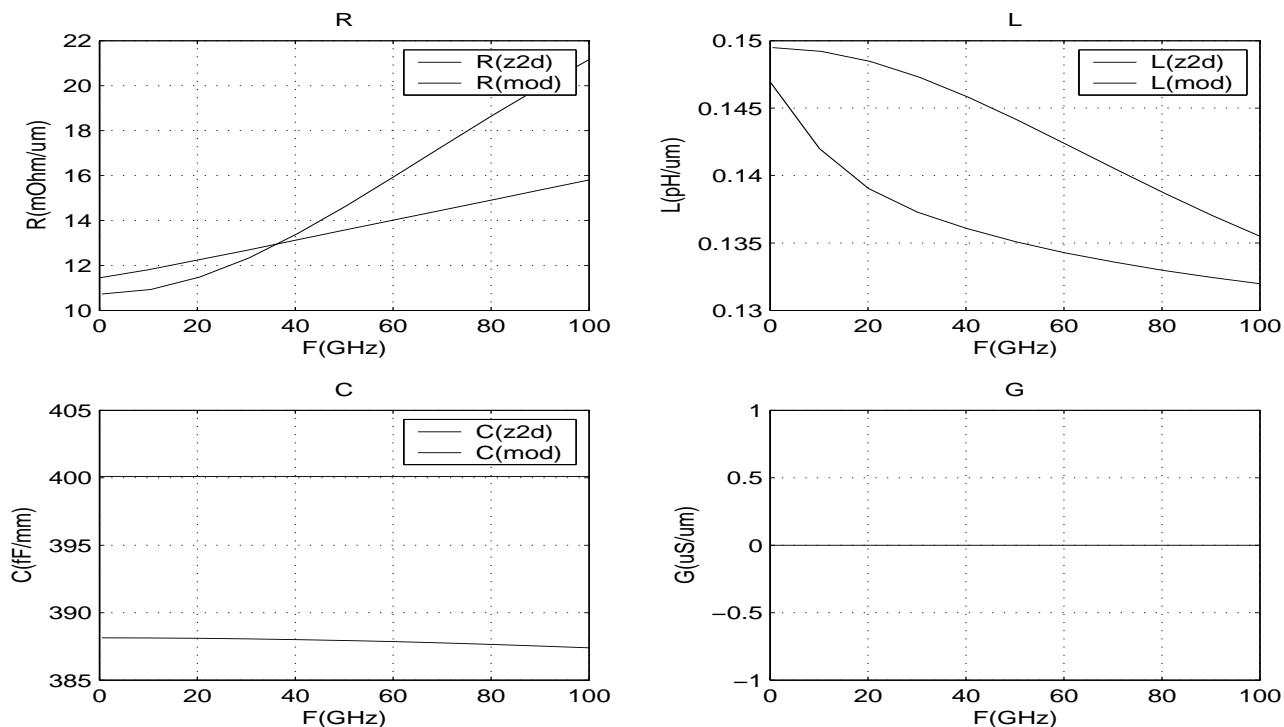 R
22
20
18
16
14
12
10
R(mOhm/um)
R(z2d)
R(mod)
0 20 40 60 80 100
F(GHz)
L
0.15
0.145
0.14
0.135
0.13
L(pH/um)
L(z2d)
L(mod)
0 20 40 60 80 100
F(GHz)
C
405
400
395
390
385
C(fF/mm)
C(z2d)
C(mod)
0 20 40 60 80 100
F(GHz)
G
1
0.5
0
−0.5
−1
G(uS/um)
0 20 40 60 80 100
F(GHz)